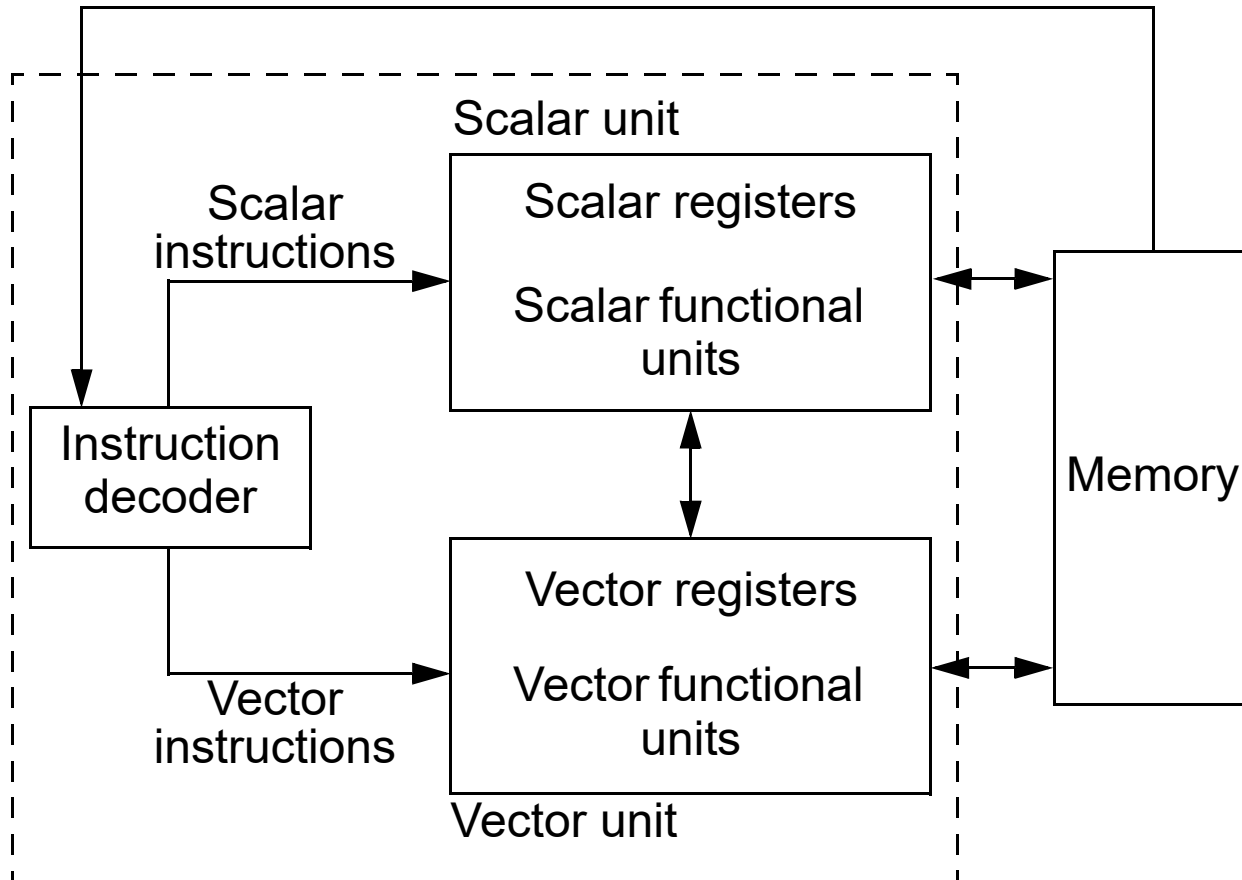 Scalar unit
Scalar registers
Scalar
instructions
Scalar functional
units
Instruction
decoder
Memory
Vector registers
Vector functional
units
Vector
instructions
Vector unit